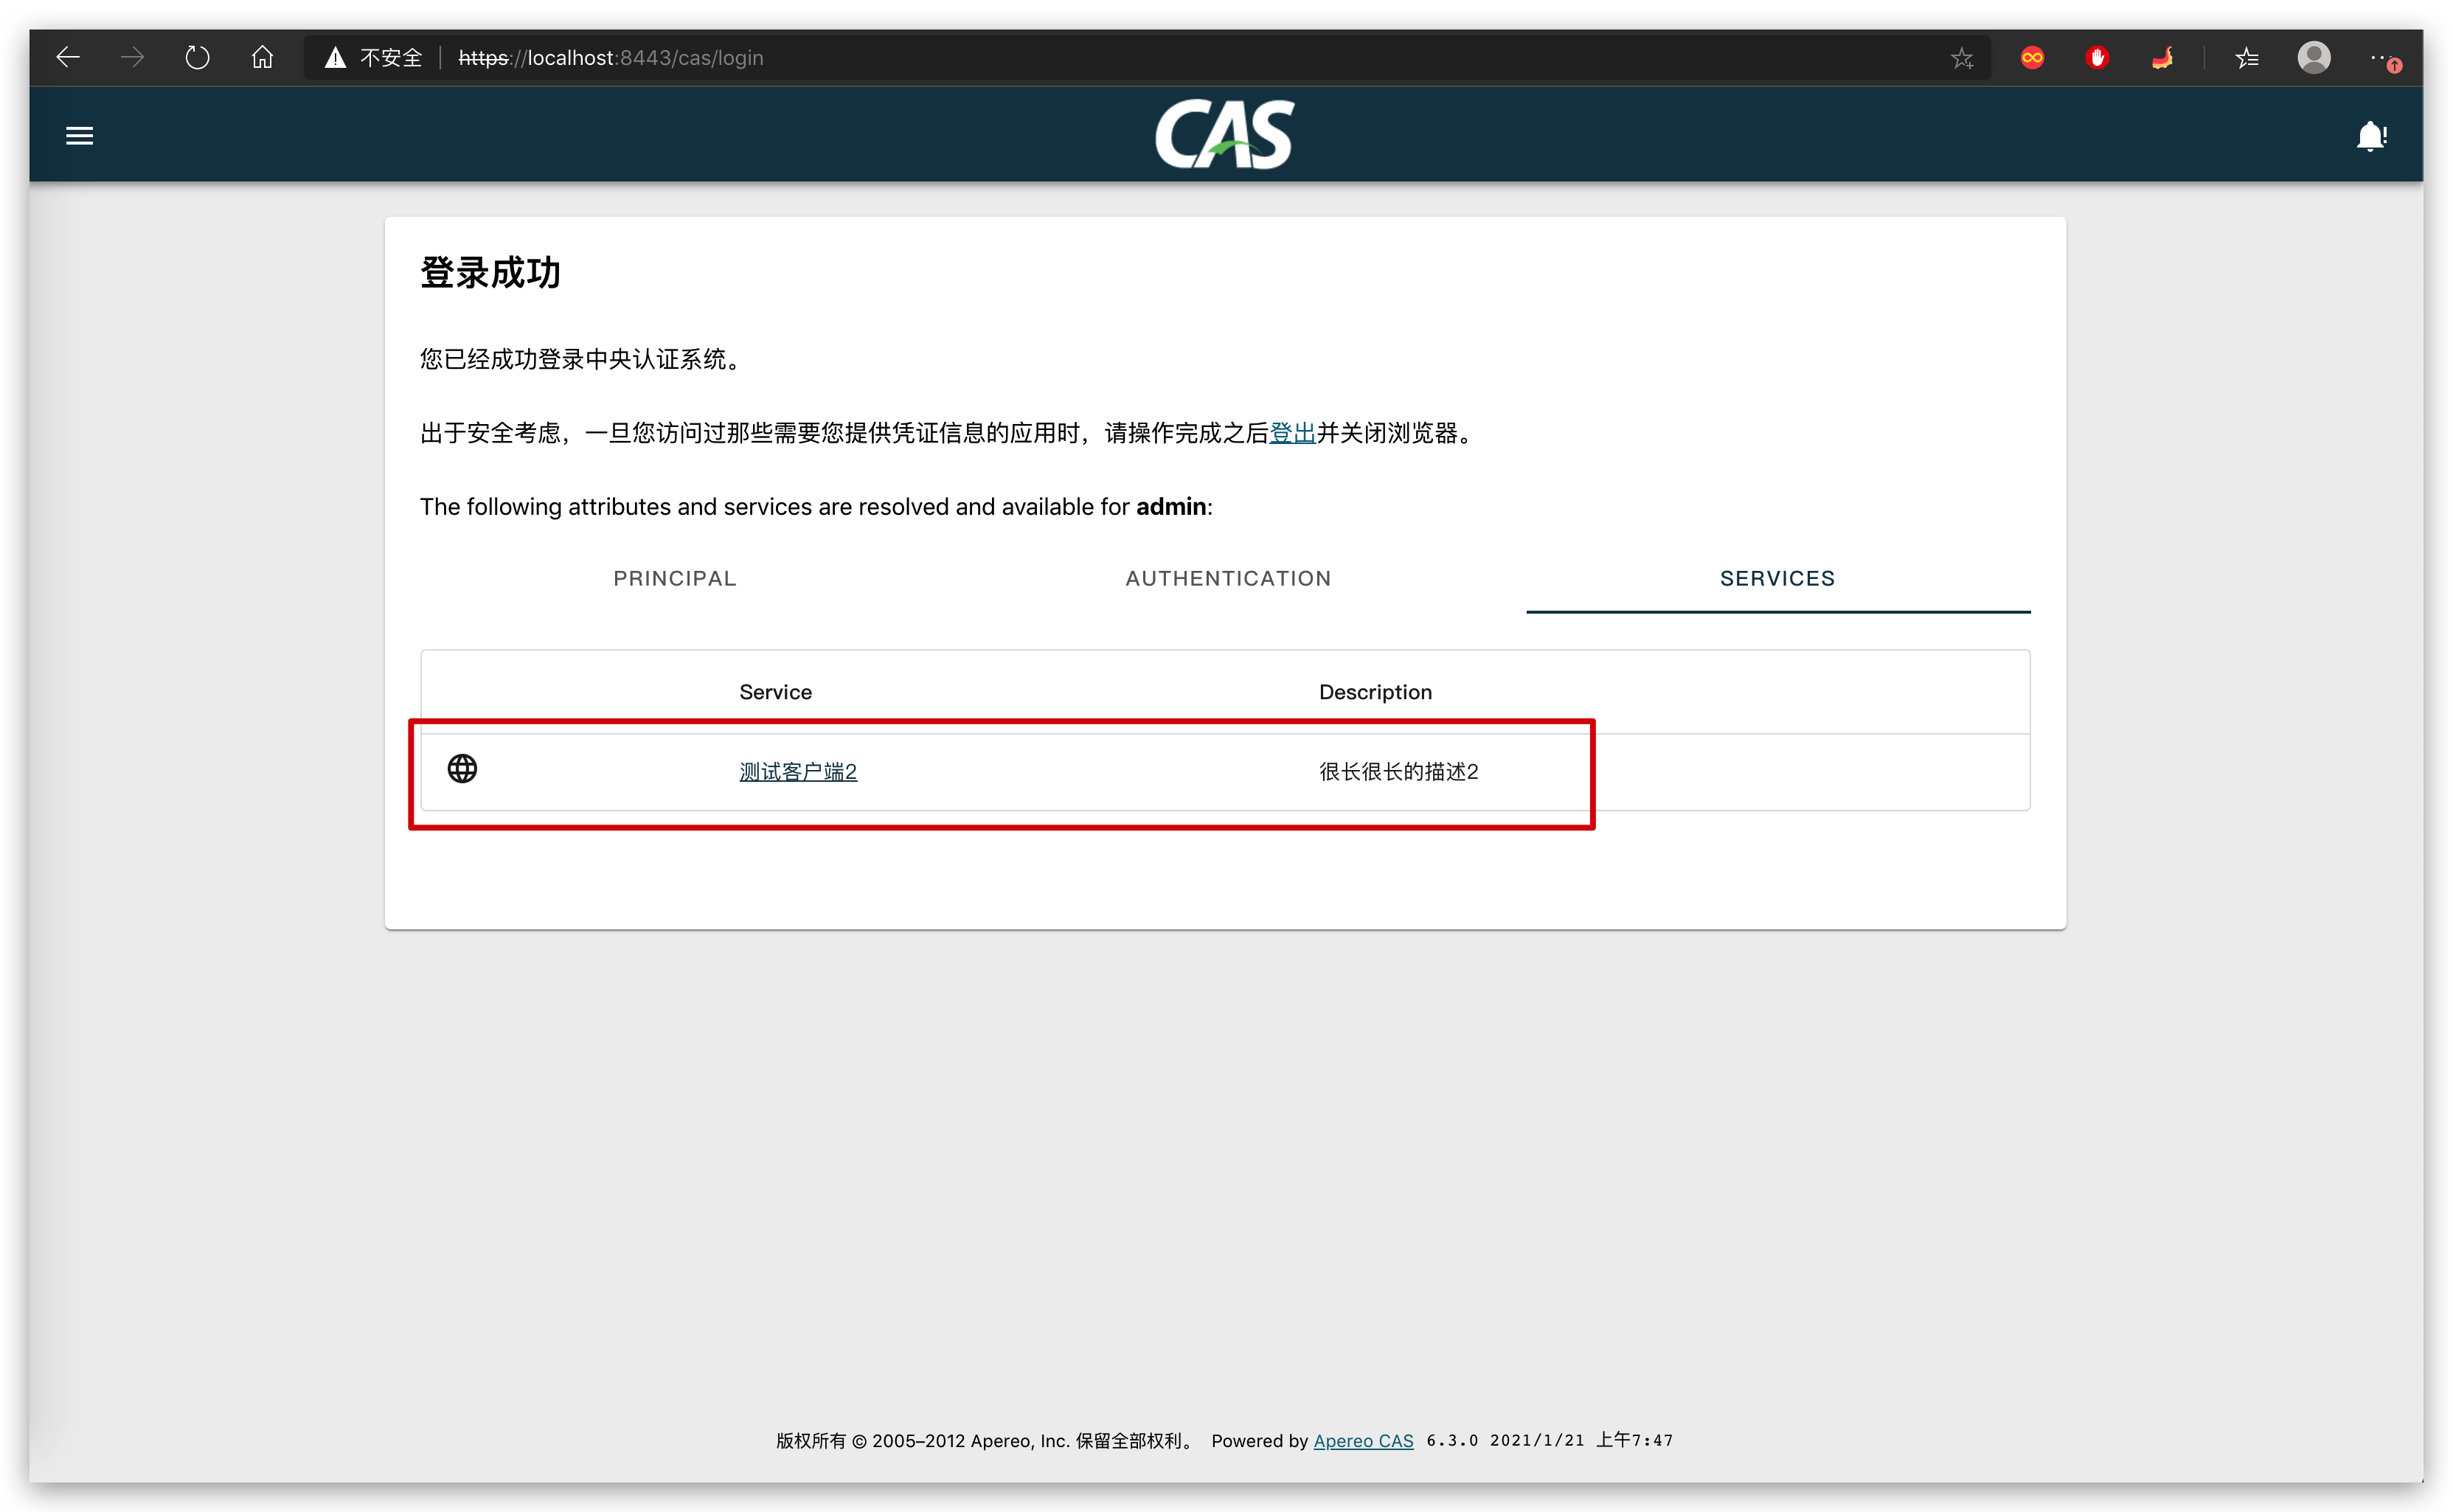 不安全 https://localhost:8443/cas/login
CAS
登录成功
您已经成功登录中央认证系统。
出于安全考虑，一旦您访问过那些需要您提供凭证信息的应用时，请操作完成之后登出并关闭浏览器。
The following attributes and services are resolved and available for admin:
PRINCIPAL AUTHENTICATION SERVICES
Service Description
测试客户端2 很长很长的描述2
版权所有 © 2005–2012 Apereo, Inc. 保留全部权利。 Powered by Apereo CAS 6.3.0 2021/1/21 上午7:47